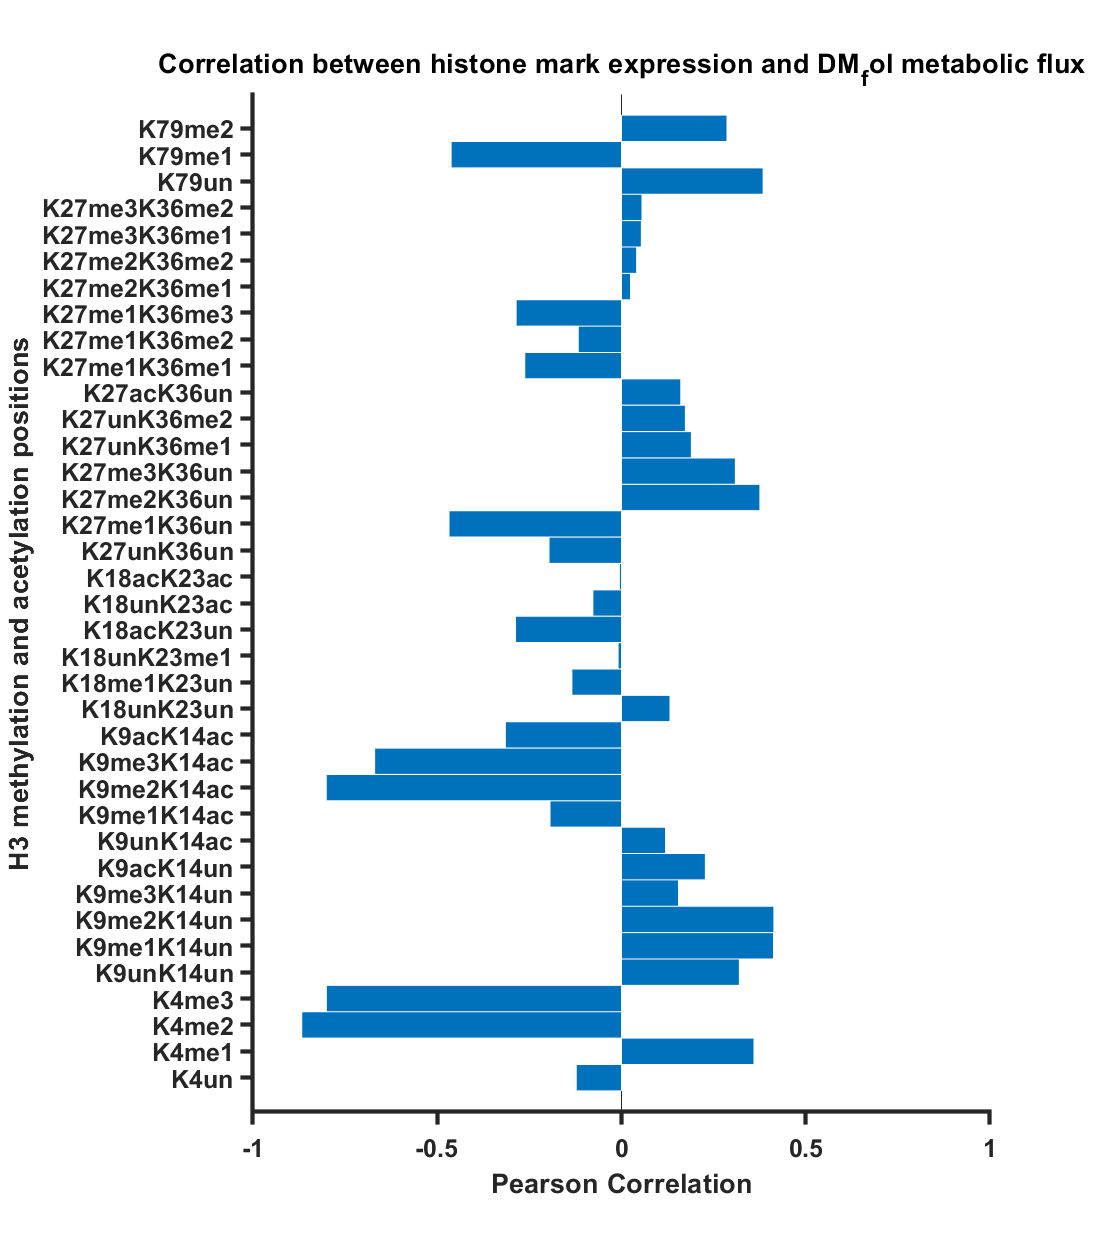 Correlation between histone mark expression and DM_fol metabolic flux
H3 methylation and acetylation positions
K79me2
K79me1
K79un
K27me3K36me2
K27me3K36me1
K27me2K36me2
K27me2K36me1
K27me1K36me3
K27me1K36me2
K27me1K36me1
K27acK36un
K27unK36me2
K27unK36me1
K27me3K36un
K27me2K36un
K27me1K36un
K27unK36un
K18acK23ac
K18unK23ac
K18acK23un
K18unK23me1
K18me1K23un
K18unK23un
K9acK14ac
K9me3K14ac
K9me2K14ac
K9me1K14ac
K9unK14ac
K9acK14un
K9me3K14un
K9me2K14un
K9me1K14un
K9unK14un
K4me3
K4me2
K4me1
K4un
-1 -0.5 0 0.5 1
Pearson Correlation